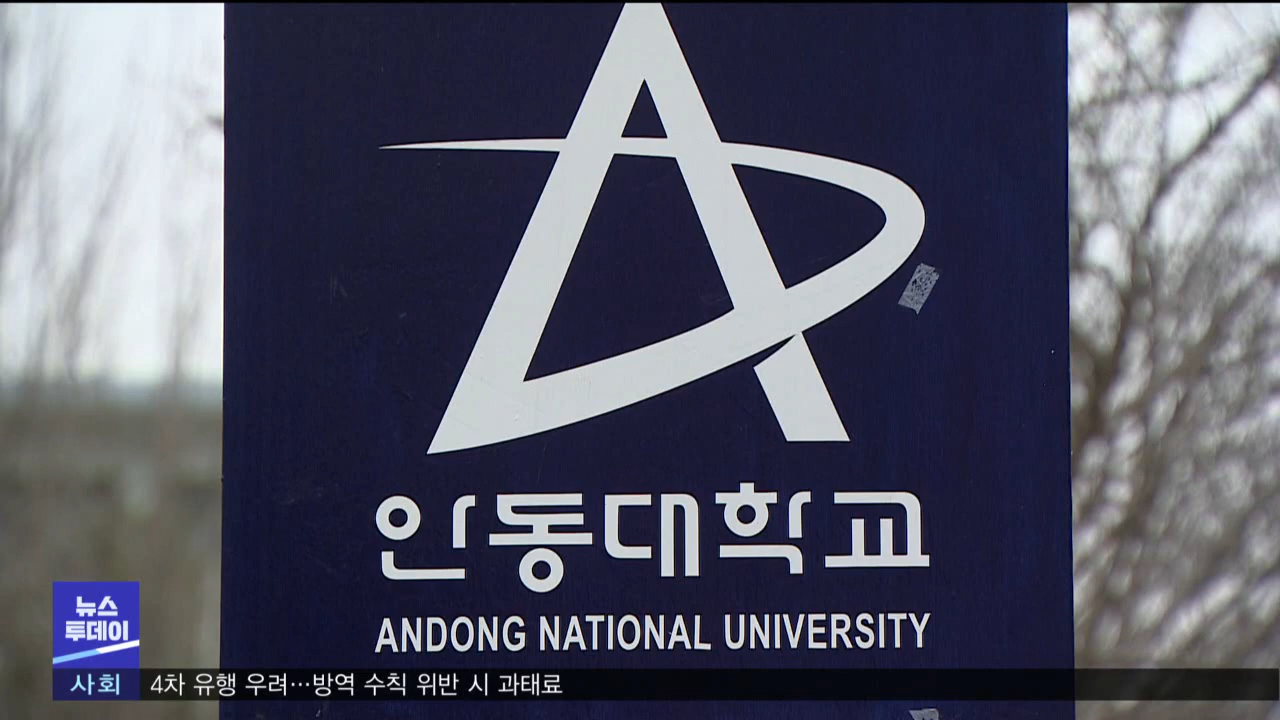 안동대학교
ANDONG NATIONAL UNIVERSITY
뉴스
투데이
사회
4차 유행 우려…방역 수칙 위반 시 과태료